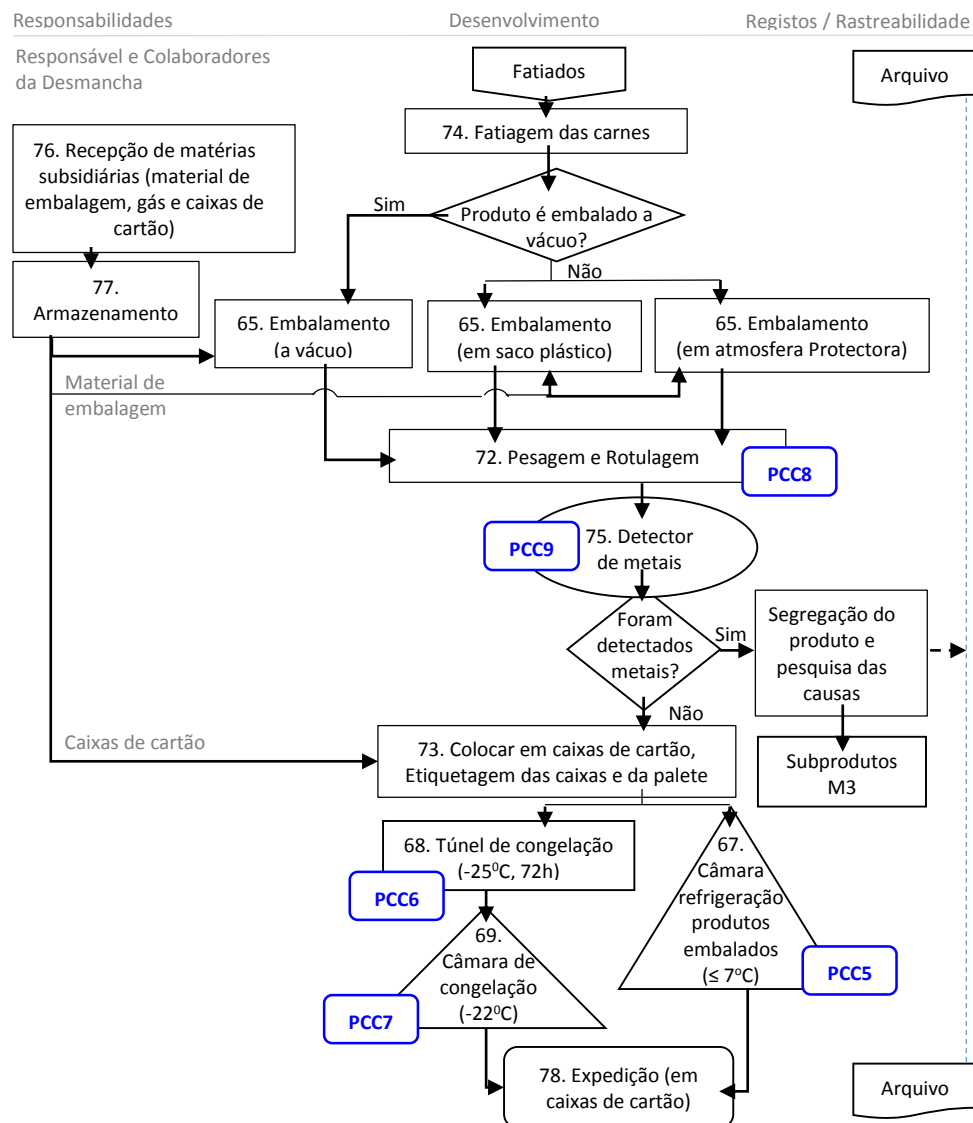 Responsabilidades
Desenvolvimento
Registos / Rastreabilidade
Responsável e Colaboradores
da Desmancha
Fatiados
Arquivo
74. Fatiagem das carnes
76. Recepção de matérias
subsidiárias (material de
embalagem, gás e caixas de
cartão)
Sim
Produto é embalado a
vácuo?
Não
77.
Armazenamento
65. Embalamento
(a vácuo)
65. Embalamento
(em saco plástico)
65. Embalamento
(em atmosfera Protectora)
Material de
embalagem
72. Pesagem e Rotulagem
PCC8
PCC9
75. Detector
de metais
Foram
detectados
metais?
Sim
Segregação do
produto e
pesquisa das
causas
Não
Caixas de cartão
73. Colocar em caixas de cartão,
Etiquetagem das caixas e da palete
Subprodutos
M3
68. Túnel de congelação
(-25⁰C, 72h)
PCC6
67.
Câmara
refrigeração
produtos
embalados
(≤ 7ºC)
PCC5
69.
Câmara de
congelação
(-22⁰C)
PCC7
78. Expedição (em
caixas de cartão)
Arquivo